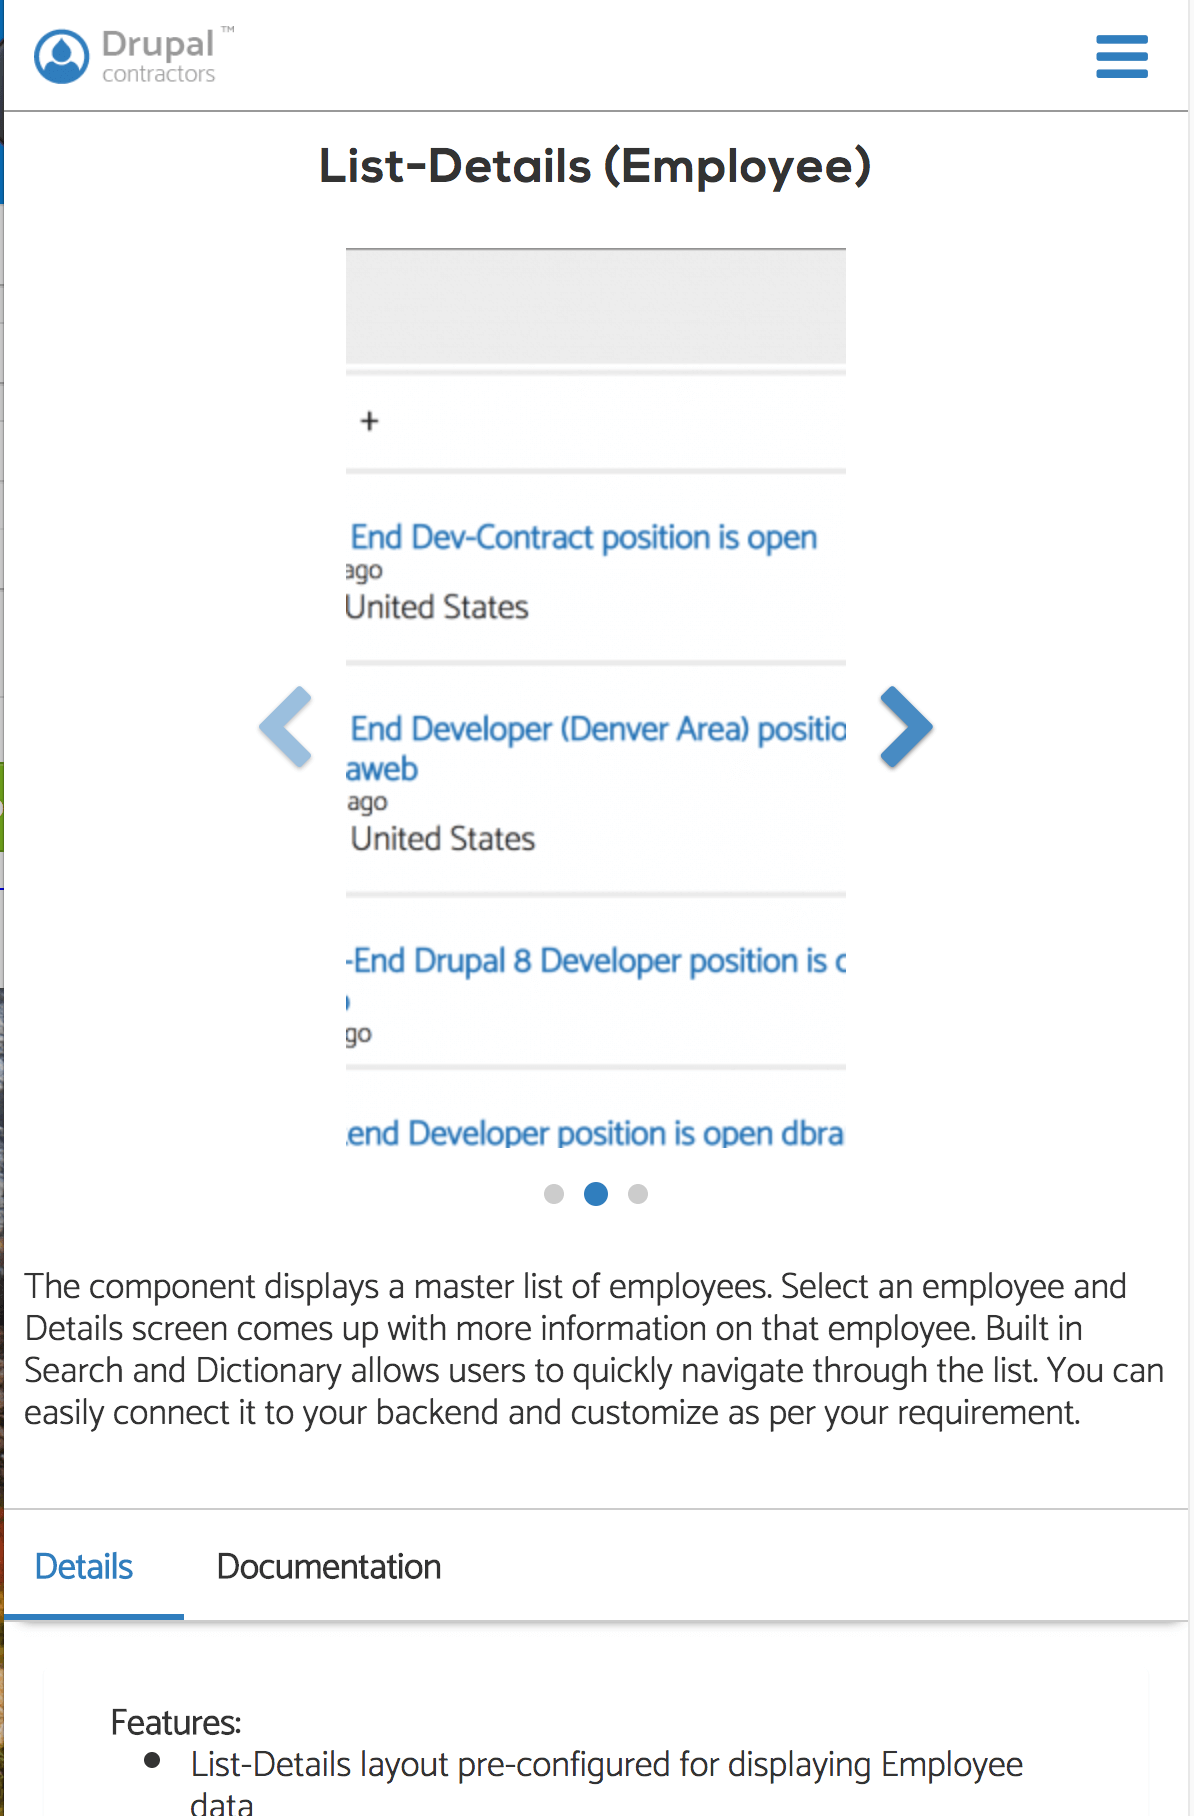 Drupal ™
contractors
List-Details (Employee)
+
End Dev-Contract position is open
ago
United States
End Developer (Denver Area) positio
aweb
ago
United States
-End Drupal 8 Developer position is
go
end Developer position is open dbra
The component displays a master list of employees. Select an employee and
Details screen comes up with more information on that employee. Built in
Search and Dictionary allows users to quickly navigate through the list. You can
easily connect it to your backend and customize as per your requirement.
Details Documentation
Features:
● List-Details layout pre-configured for displaying Employee
data